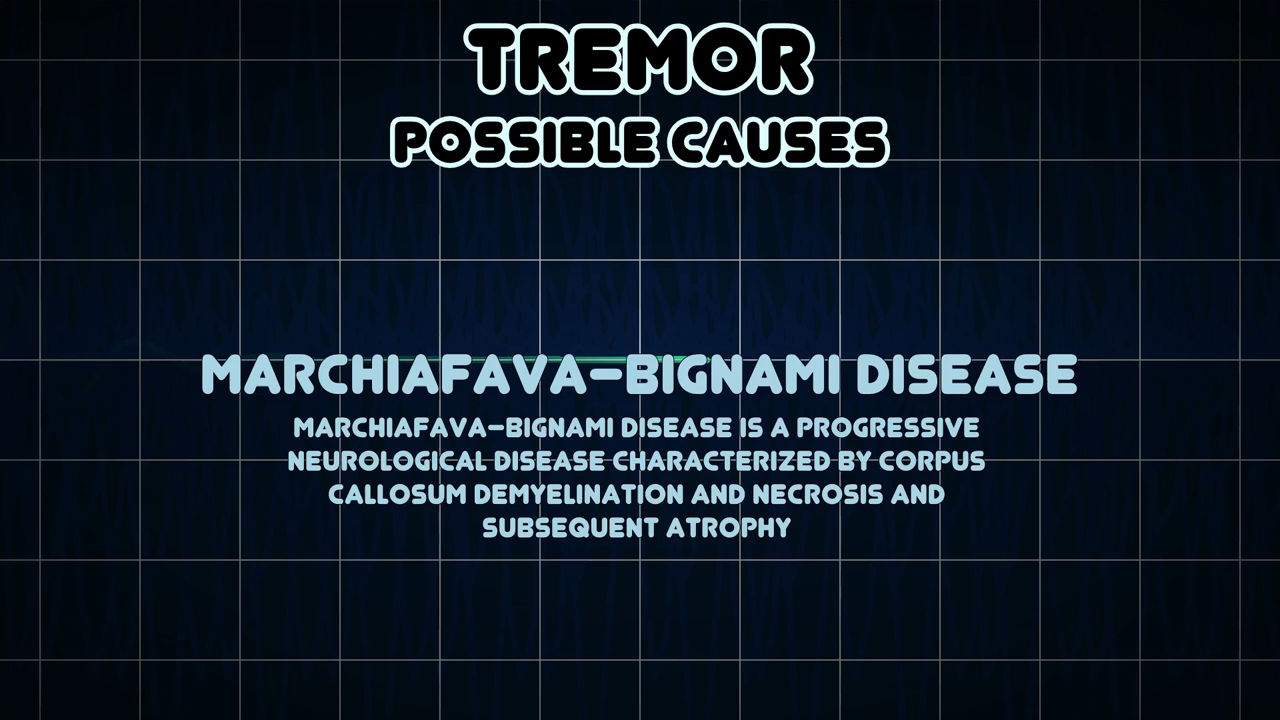 TREMOR
POSSIBLE CAUSES
MARCHIAFAVA-BIGNAMI DISEASE
MARCHIAFAVA-BIGNAMI DISEASE IS A PROGRESSIVE
NEUROLOGICAL DISEASE CHARACTERIZED BY CORPUS
CALLOSUM DEMYELINATION AND NECROSIS AND
SUBSEQUENT ATROPHY